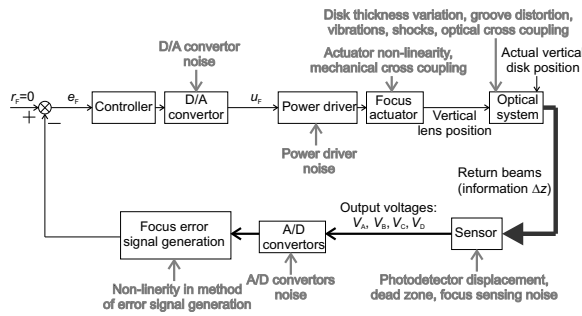 Disk thickness variation, groove distortion,
vibrations, shocks, optical cross coupling
D/A convertor
noise
Actuator non-linearity,
mechanical cross coupling
Actual vertical
disk position
r_F=0
e_F
Controller
D/A
convertor
u_F
Power driver
Focus
actuator
Vertical
lens position
Optical
system
+
−
Power driver
noise
Return beams
(information Δz)
Focus error
signal generation
A/D
convertors
Output voltages:
V_A, V_B, V_C, V_D
Sensor
Non-linerity in method
of error signal generation
A/D convertors
noise
Photodetector displacement,
dead zone, focus sensing noise